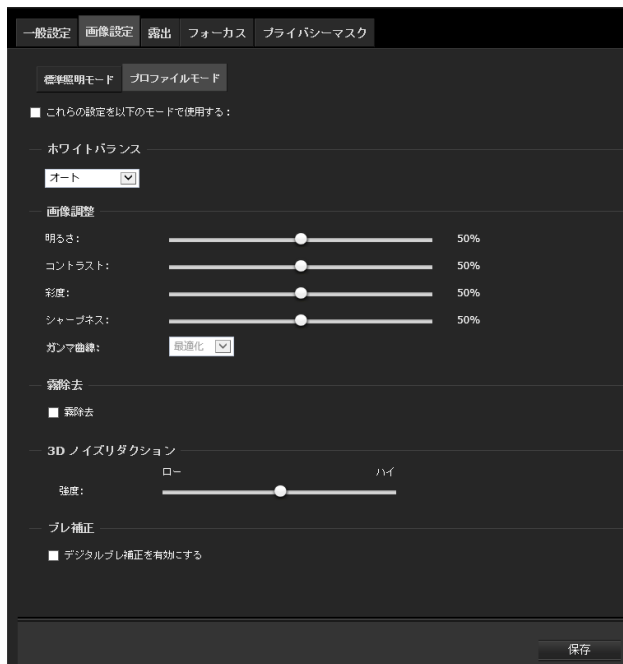 一般設定 画像設定 露出 フォーカス プライバシーマスク
標準照明モード プロファイルモード
これらの設定を以下のモードで使用する:
ホワイトバランス
オート
画像調整
明るさ: 50%
コントラスト: 50%
彩度: 50%
シャープネス: 50%
ガンマ曲線: 最適化
霧除去
霧除去
3D ノイズリダクション
ロー ハイ
強度:
ブレ補正
デジタルブレ補正を有効にする
保存